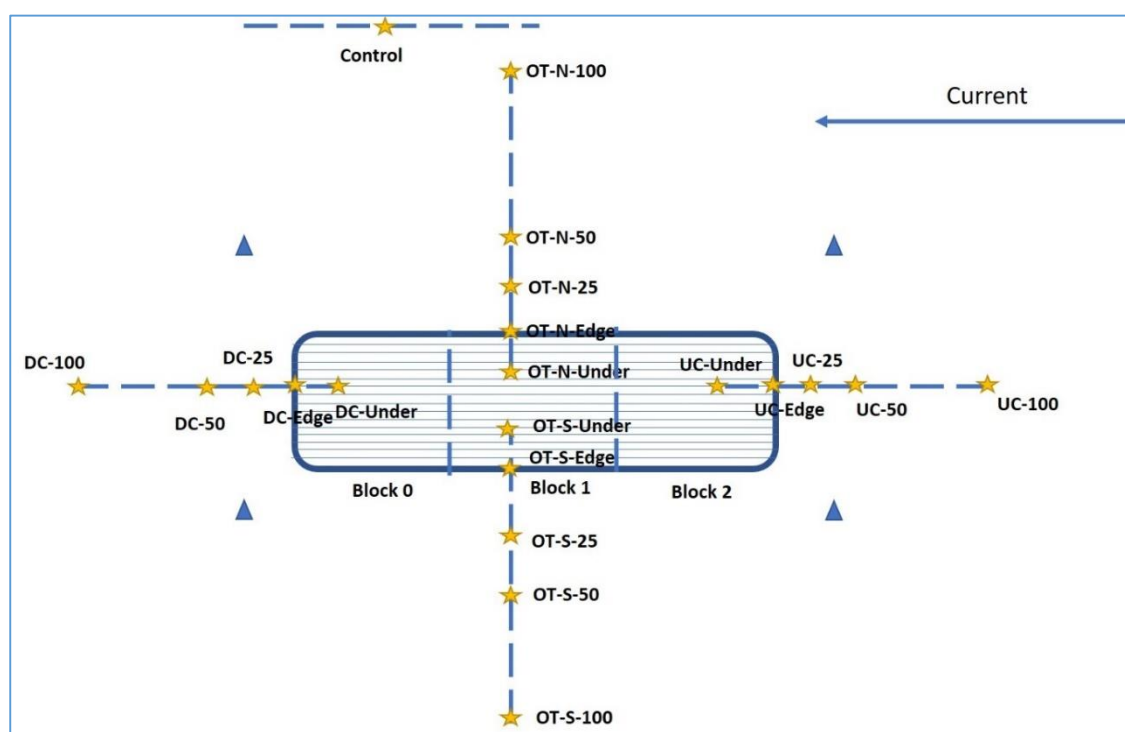 Control
OT-N-100
Current
OT-N-50
OT-N-25
OT-N-Edge
DC-100
DC-25
OT-N-Under
UC-Under
UC-25
DC-50
DC-Edge
DC-Under
UC-Edge
UC-50
UC-100
OT-S-Under
OT-S-Edge
Block 0
Block 1
Block 2
OT-S-25
OT-S-50
OT-S-100